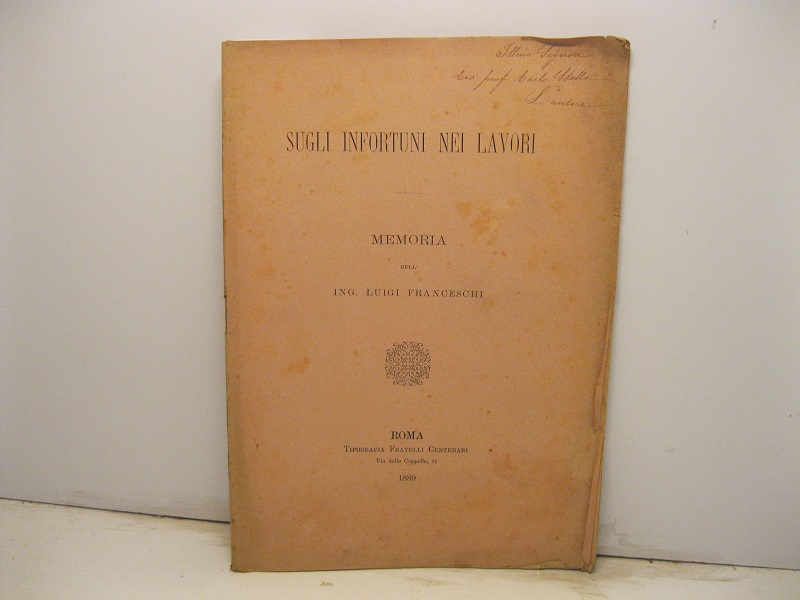 Illmo Signore
Cav prof Carlo
L'autore
SUGLI INFORTUNI NEI LAVORI
MEMORIA
DELL'
ING. LUIGI FRANCESCHI
ROMA
TIPOGRAFIA FRATELLI CENTENARI
Via delle Coppelle, 35
1889